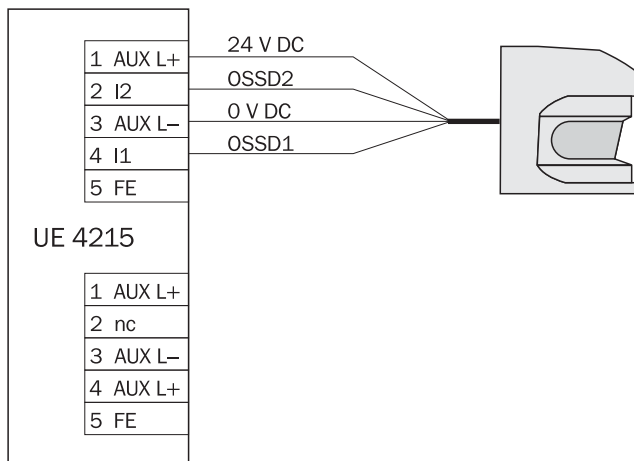 1 AUX L+ 24 V DC
2 I2 OSSD2
3 AUX L– 0 V DC
4 I1 OSSD1
5 FE
UE 4215
1 AUX L+
2 nc
3 AUX L–
4 AUX L+
5 FE